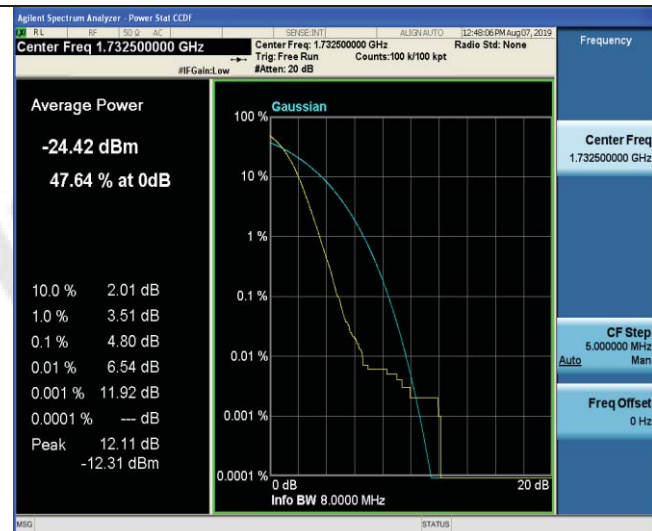 Agilent Spectrum Analyzer - Power Stat CCDF
RL RF 50 Ω AC SENSE:INT ALIGN AUTO 12:48:06 PM Aug 07, 2019
Center Freq 1.732500000 GHz
Center Freq: 1.732500000 GHz Radio Std: None
Trig: Free Run Counts:100 k/100 kpt
#IFGain:Low #Atten: 20 dB
Frequency
Average Power
-24.42 dBm
47.64 % at 0dB
10.0 % 2.01 dB
1.0 % 3.51 dB
0.1 % 4.80 dB
0.01 % 6.54 dB
0.001 % 11.92 dB
0.0001 % --- dB
Peak 12.11 dB
-12.31 dBm
Gaussian
100 %
10 %
1 %
0.1 %
0.01 %
0.001 %
0.0001 %
0 dB 20 dB
Info BW 8.0000 MHz
Center Freq
1.732500000 GHz
CF Step
5.000000 MHz
Auto Man
Freq Offset
0 Hz
MSG STATUS